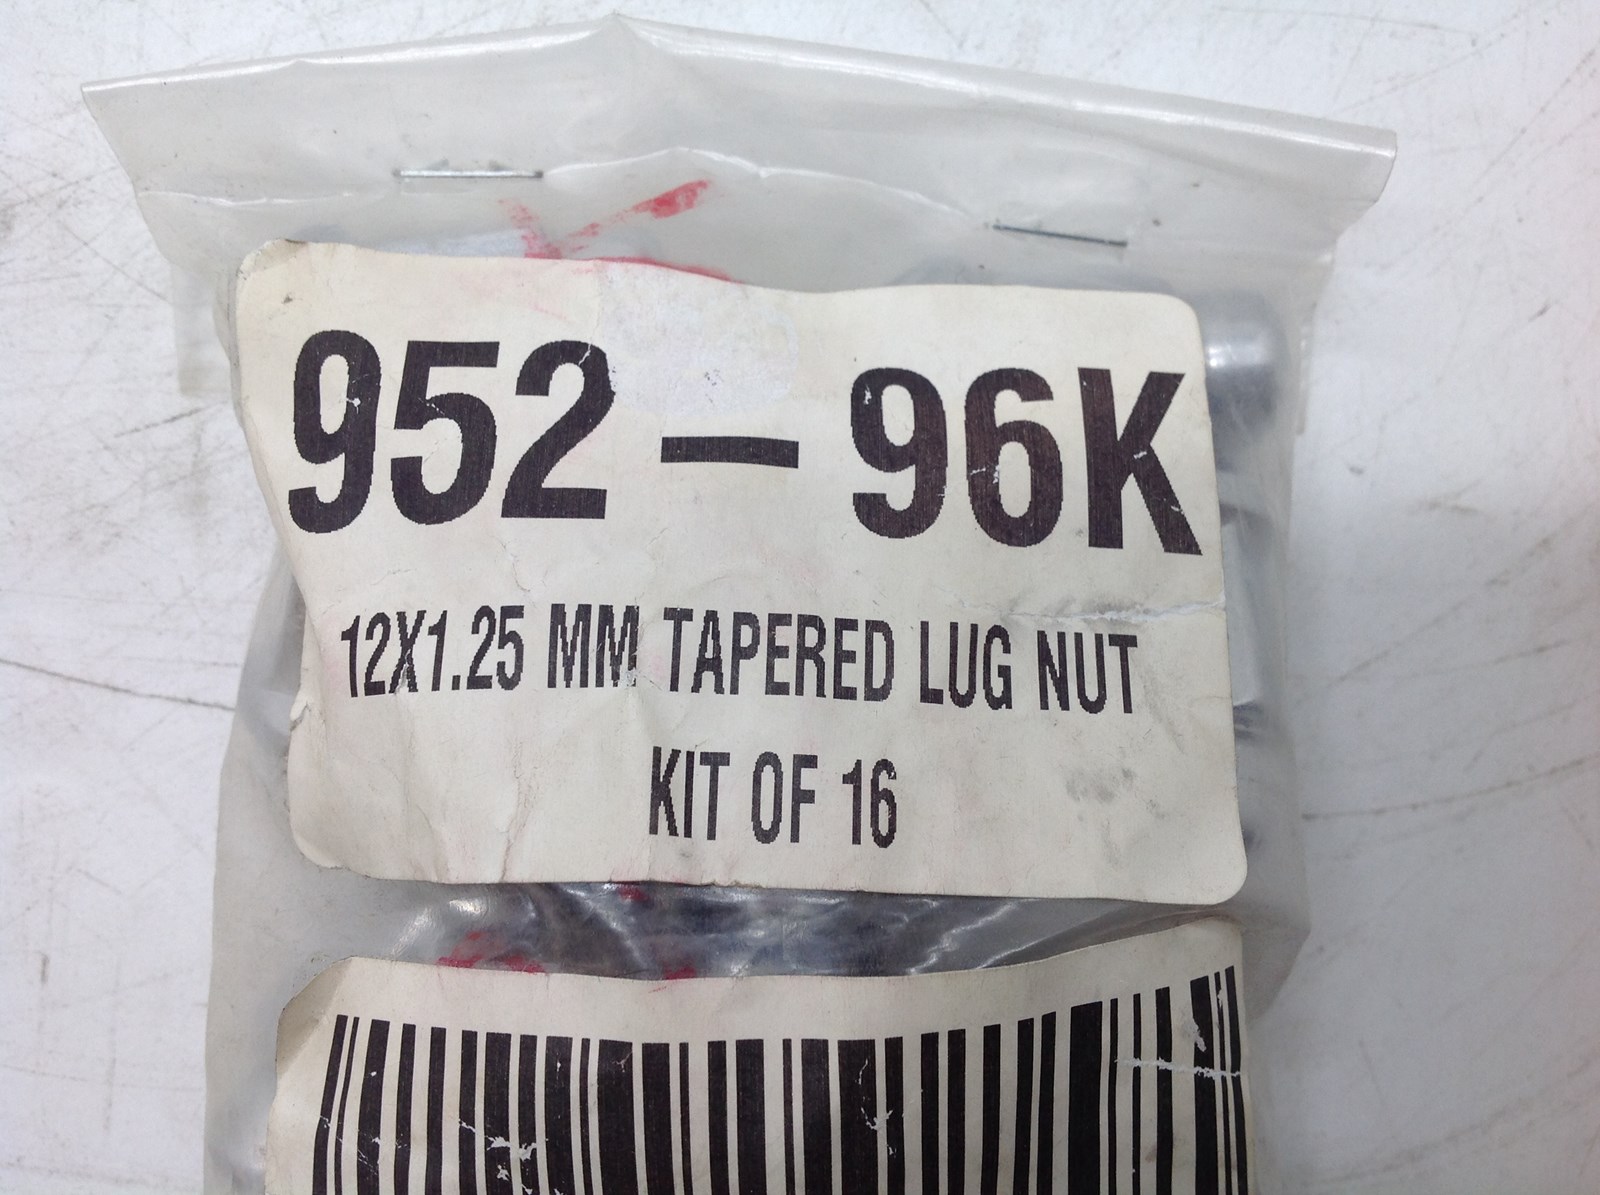 952-96K
12X1.25 MM TAPERED LUG NUT
KIT OF 16